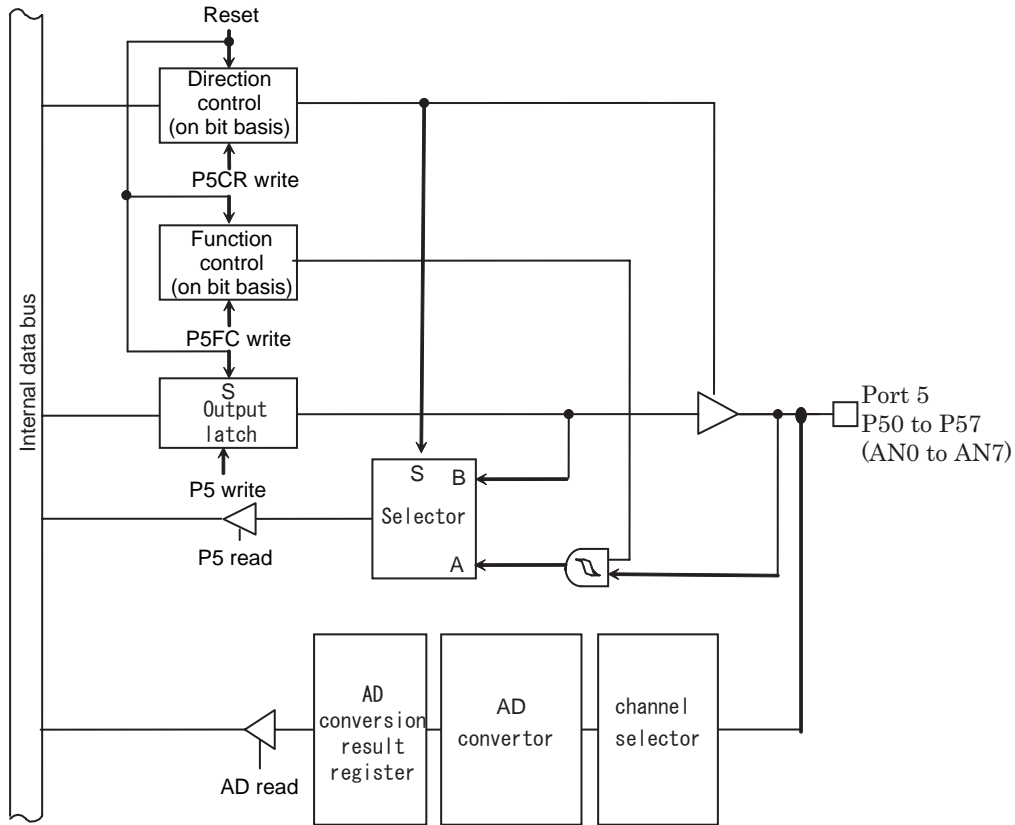 Reset
Direction
control
(on bit basis)
P5CR write
Function
control
(on bit basis)
P5FC write
Internal data bus
S
Output
latch
P5 write
Port 5
P50 to P57
(AN0 to AN7)
S
B
Selector
A
P5 read
AD
conversion
result
register
AD
convertor
channel
selector
AD read